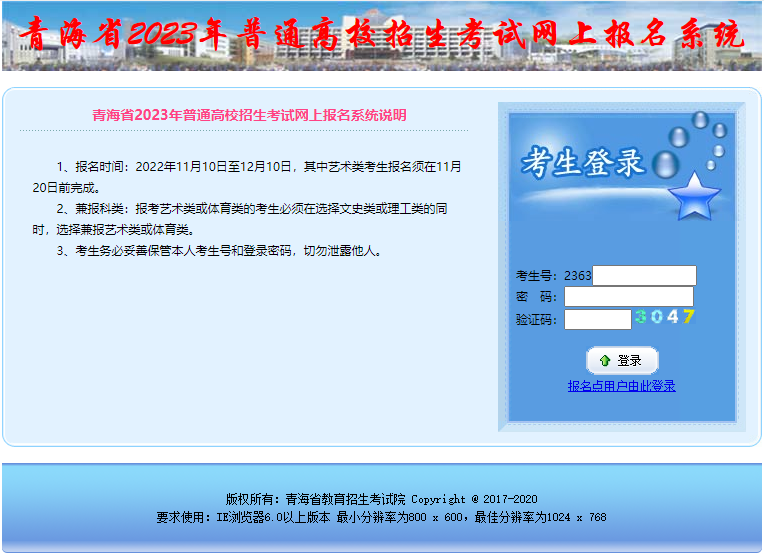 青海省2023年普通高校招生考试网上报名系统
青海省2023年普通高校招生考试网上报名系统说明
1、报名时间：2022年11月10日至12月10日，其中艺术类考生报名须在11月
20日前完成。
2、兼报科类：报考艺术类或体育类的考生必须在选择文史类或理工类的同
时，选择兼报艺术类或体育类。
3、考生务必妥善保管本人考生号和登录密码，切勿泄露他人。
考生登录
考生号：2363
密　码：
验证码： 3047
登录
报名点用户由此登录
版权所有：青海省教育招生考试院 Copyright @ 2017-2020
要求使用：IE浏览器6.0以上版本 最小分辨率为800 x 600，最佳分辨率为1024 x 768